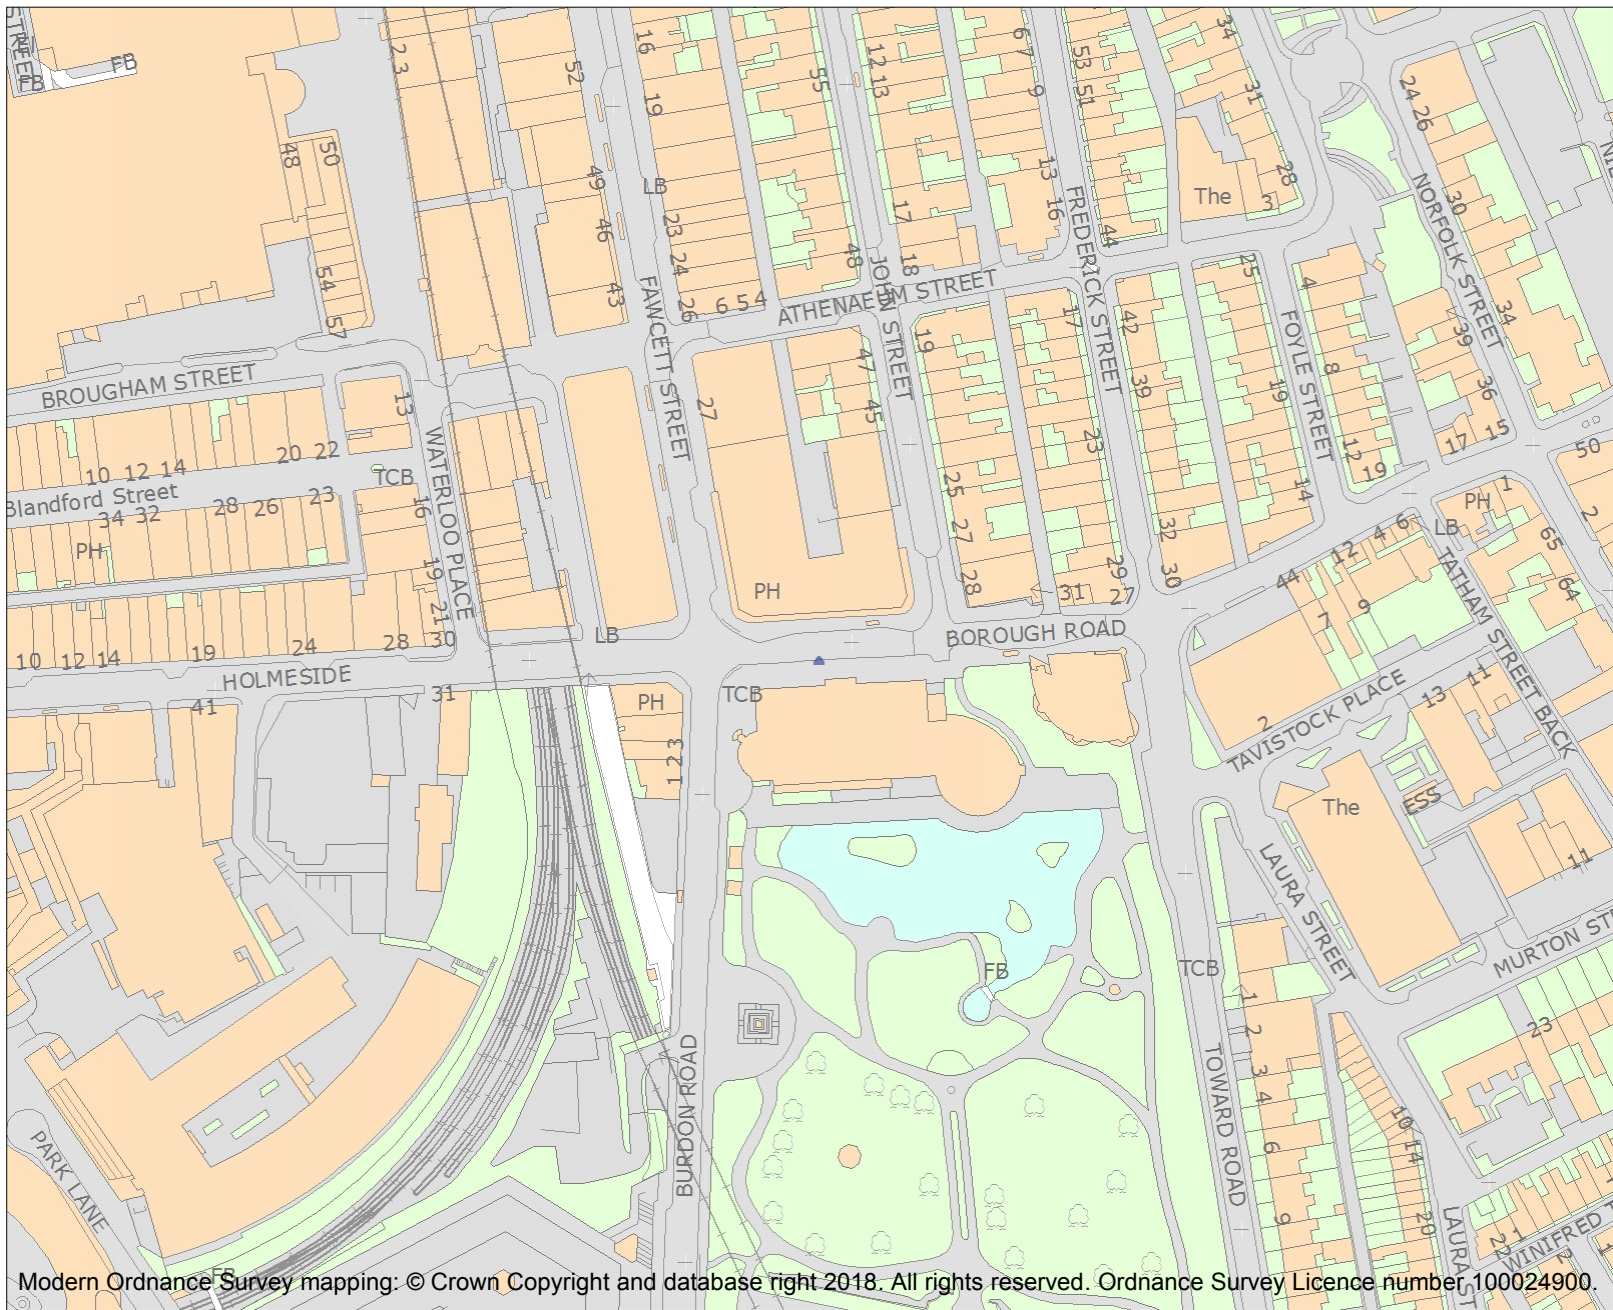 STREET
FB
FB
23
52
16
19
55
12 13
6 7
9
53
51
34
31
24 26
48
50
49
46
LB
23
24
26
43
54
57
6 5 4
48
17
18
13
16
44
The
3
28
30
NORFOLK STREET
34
39
36
FAWCETT STREET
ATHENAEUM STREET
JOHN STREET
FREDERICK STREET
FOYLE STREET
25
4
8
12
19
17
15
50
BROUGHAM STREET
13
10 12 14
20 22
TCB
WATERLOO PLACE
27
47
45
19
17
42
39
19
23
14
Blandford Street
34 32
28 26
23
16
PH
19
21
25
27
28
32
30
29
31
27
PH
LB
PH
1
2
65
64
44
12
4
6
7
9
TATHAM STREET BACK
10 12 14
19
24
28
30
HOLMESIDE
31
41
LB
BOROUGH ROAD
PH
TCB
1 2 3
2
TAVISTOCK PLACE
13
11
The
ESS
11
LAURA STREET
MURTON ST
FB
TCB
1
2
3
4
6
9
23
TOWARD ROAD
BURDON ROAD
10
14
20
LAURA ST
22
1
2
WINIFRED T
PARK LANE
FB
Modern Ordnance Survey mapping: © Crown Copyright and database right 2018. All rights reserved. Ordnance Survey Licence number 100024900.